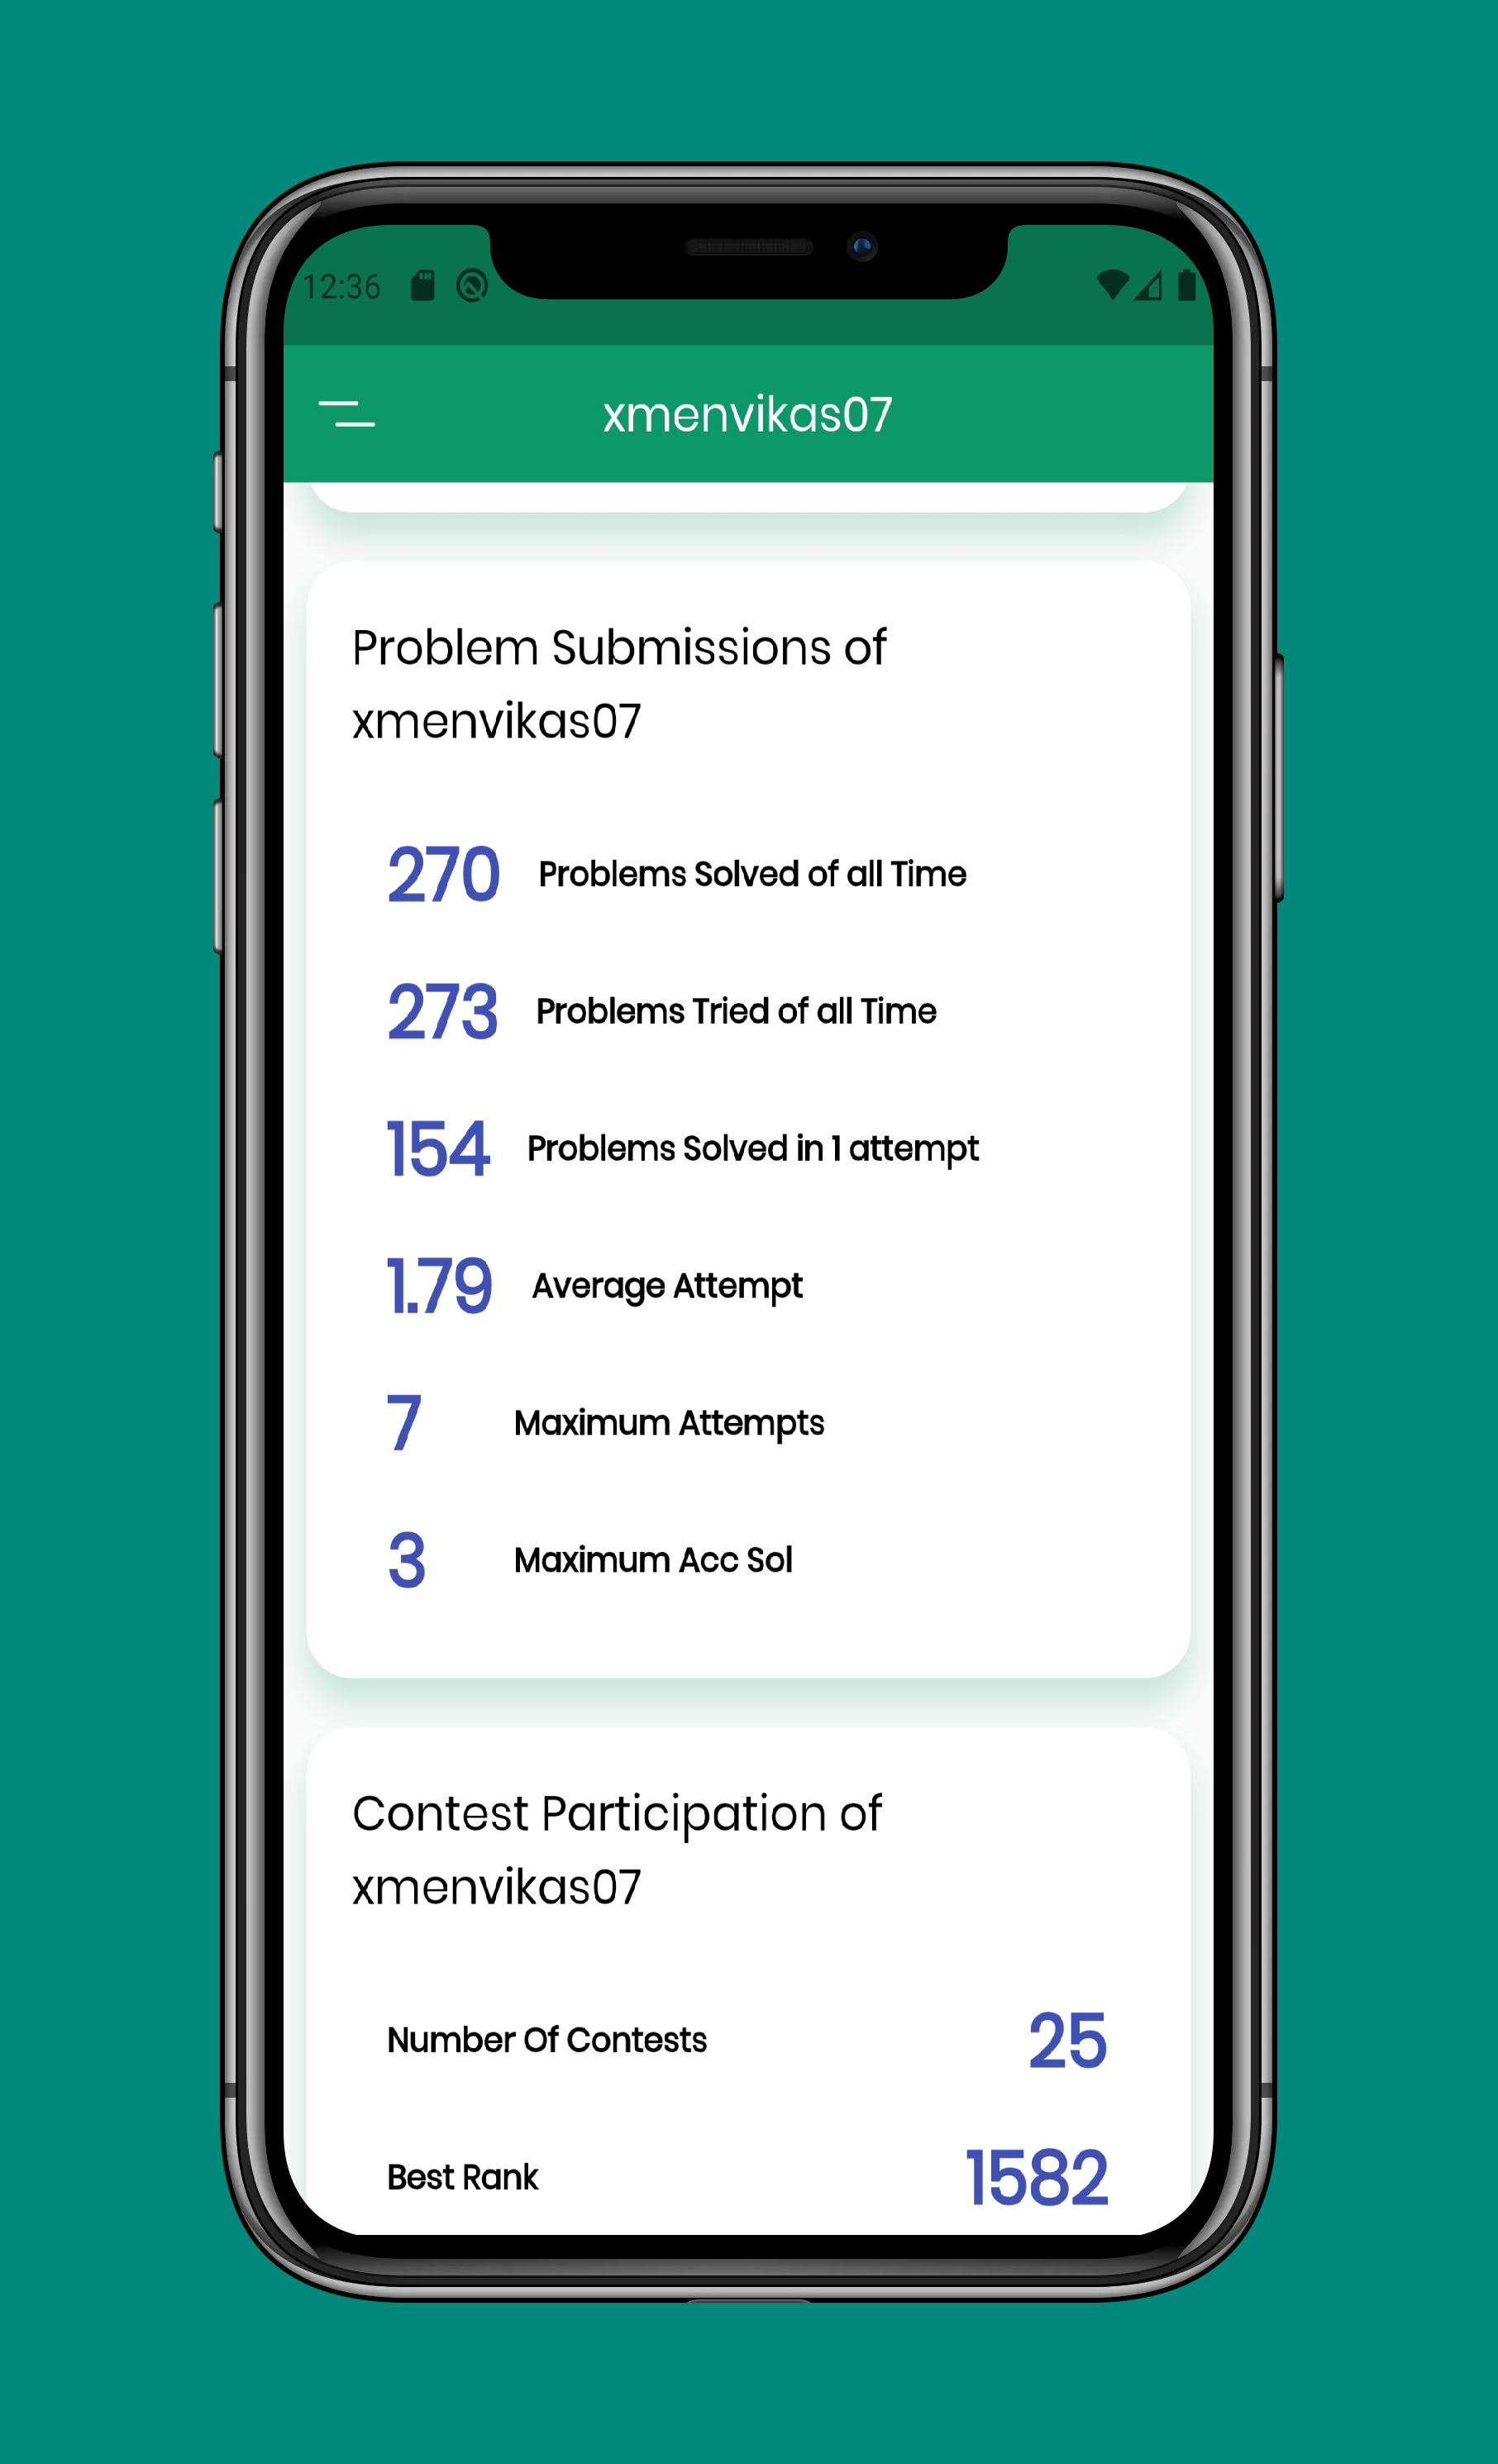 12:36
xmenvikas07
Problem Submissions of
xmenvikas07
270 Problems Solved of all Time
273 Problems Tried of all Time
154 Problems Solved in 1 attempt
1.79 Average Attempt
7 Maximum Attempts
3 Maximum Acc Sol
Contest Participation of
xmenvikas07
Number Of Contests 25
Best Rank 1582